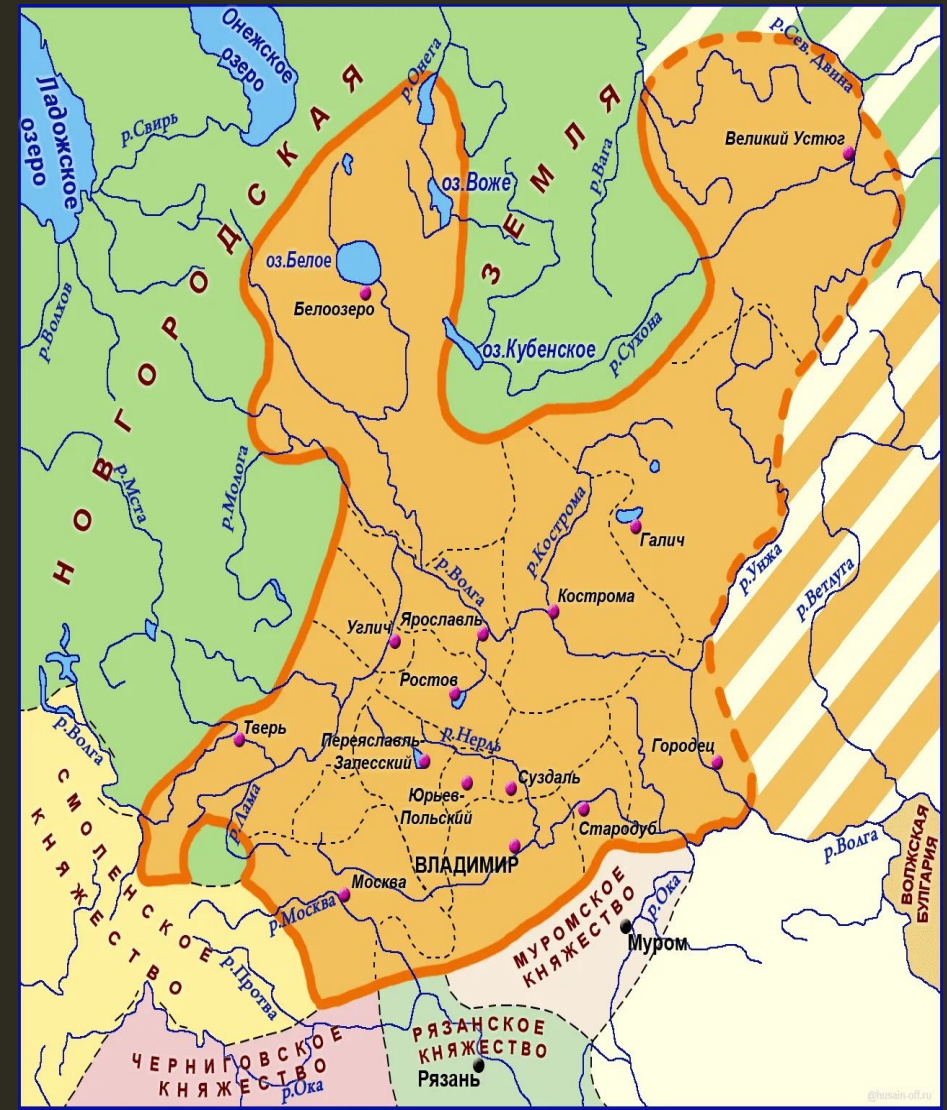 Ладожское
озеро
Онежское
озеро
р.Свирь
р.Волхов
НОВГОРОДСКАЯ
ЗЕМЛЯ
р.Онега
р.Вага
р.Сев. Двина
Великий Устюг
оз.Воже
оз.Белое
Белоозеро
оз.Кубенское
р.Сухона
р.Молога
р.Мста
р.Кострома
Галич
р.Унжа
р.Ветлуга
р.Волга
Кострома
Углич
Ярославль
Ростов
Тверь
р.Волга
Переяславль-
Залесский
р.Нерль
Городец
Суздаль
Юрьев-
Польский
Стародуб
р.Лама
ВЛАДИМИР
Москва
р.Москва
р.Волга
ВОЛЖСКАЯ
БУЛГАРИЯ
СМОЛЕНСКОЕ
КНЯЖЕСТВО
МУРОМСКОЕ
КНЯЖЕСТВО
р.Ока
Муром
р.Протва
ЧЕРНИГОВСКОЕ
КНЯЖЕСТВО
р.Ока
РЯЗАНСКОЕ
КНЯЖЕСТВО
Рязань
@husain-off.ru